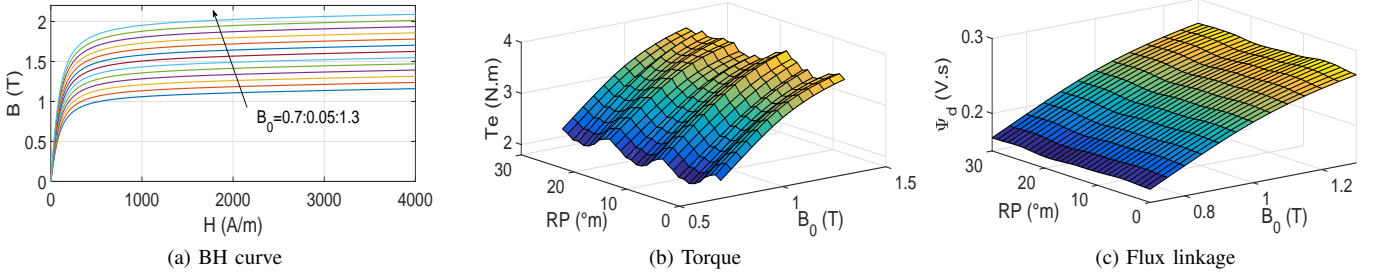 2
1.5
1
0.5
0
B (T)
B0=0.7:0.05:1.3
0 1000 2000 3000 4000
H (A/m)
(a) BH curve
4
3
2
Te (N.m)
30
20
10
0
RP (°m)
0.5
1
1.5
B0 (T)
(b) Torque
0.3
0.2
Ψd (V.s)
30
20
10
0
RP (°m)
0.8
1
1.2
B0 (T)
(c) Flux linkage